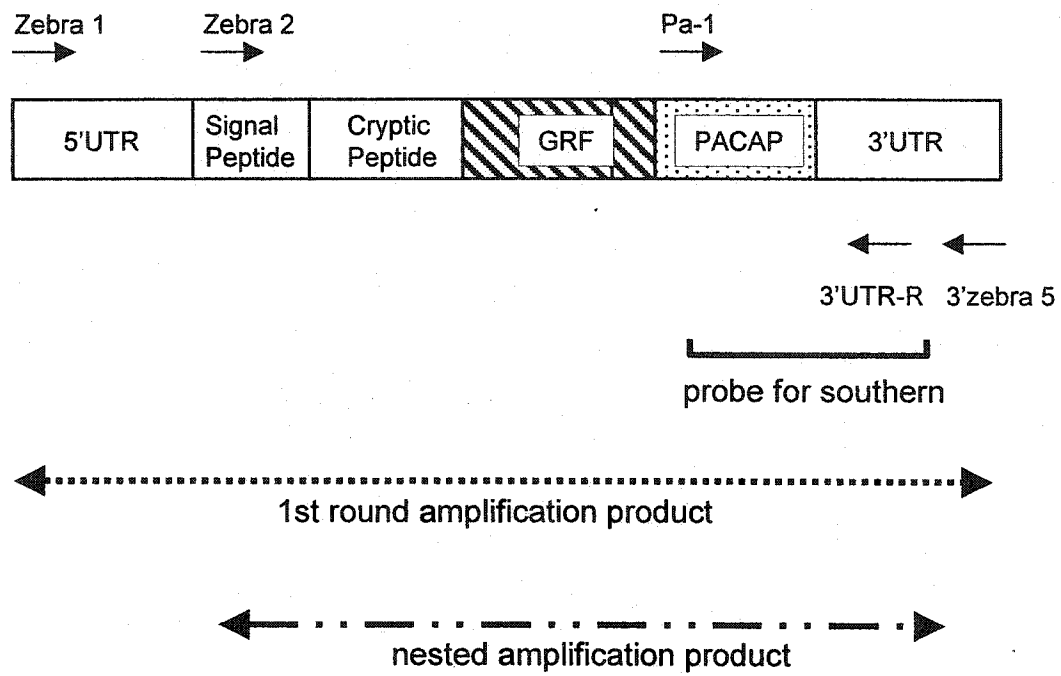 Zebra 1
Zebra 2
Pa-1
5'UTR
Signal
Peptide
Cryptic
Peptide
GRF
PACAP
3'UTR
3'UTR-R
3'zebra 5
probe for southern
1st round amplification product
nested amplification product